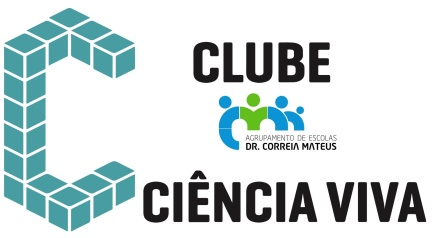 CLUBE
AGRUPAMENTO DE ESCOLAS
DR. CORREIA MATEUS
CIÊNCIA VIVA